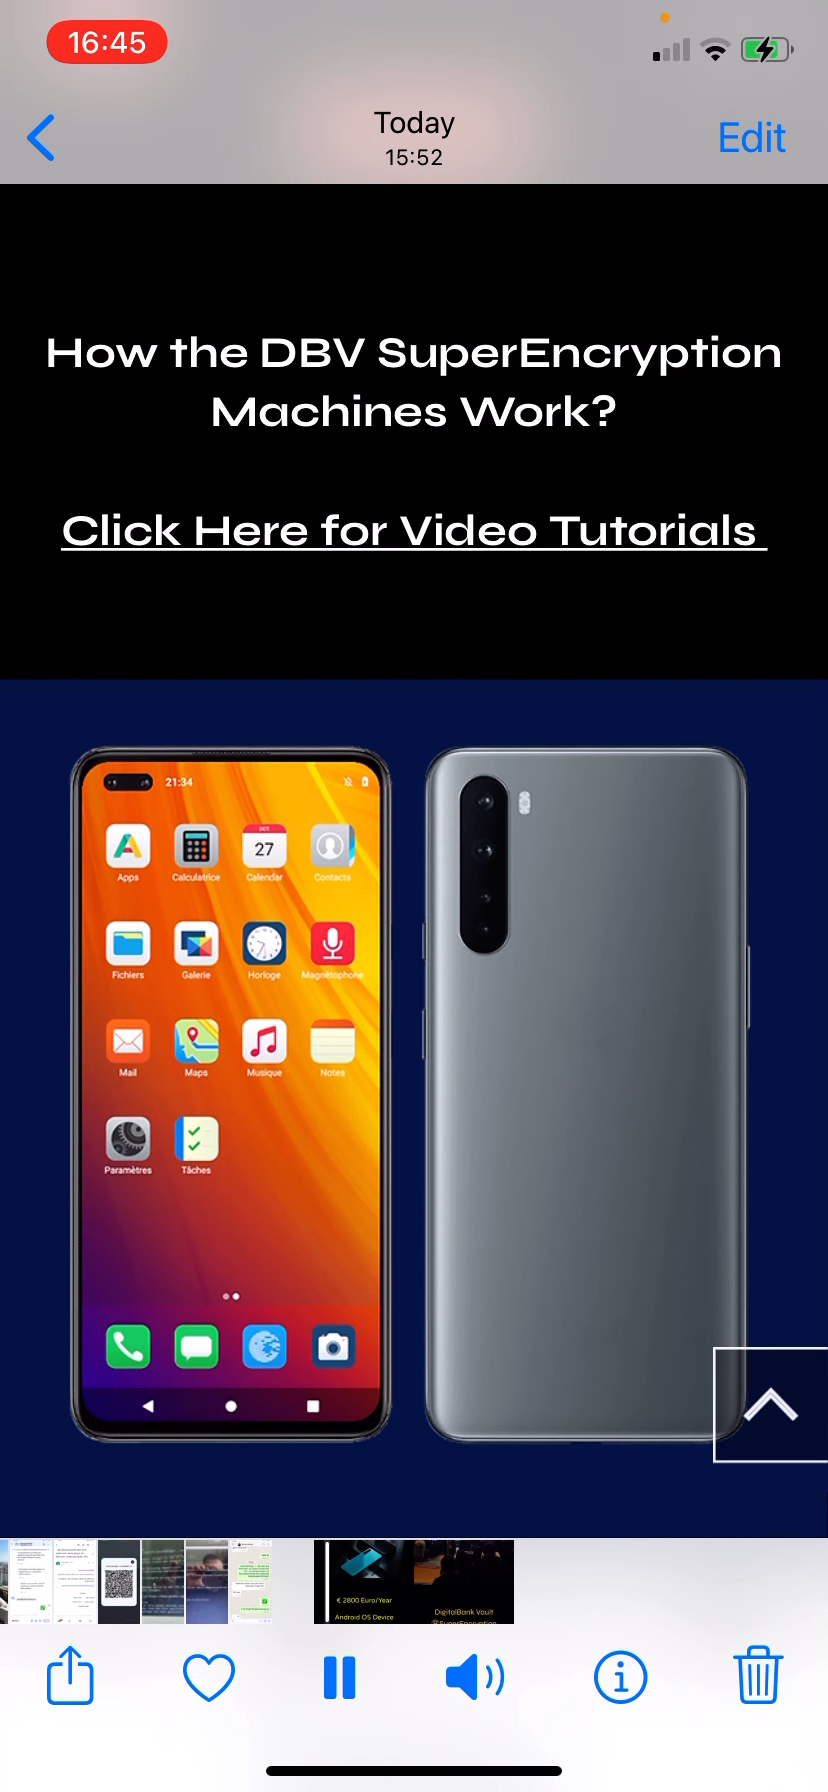 16:45
Today
15:52
Edit
How the DBV SuperEncryption
Machines Work?
Click Here for Video Tutorials
21:34
Apps
Calculatrice
OCT
27
Calendar
Contacts
Fichiers
Galerie
Horloge
Magnétophone
Mail
Maps
Musique
Notes
Paramètres
Tâches
€ 2800 Euro/Year
Android OS Device
DigitalBank Vault
@SuperEncryption